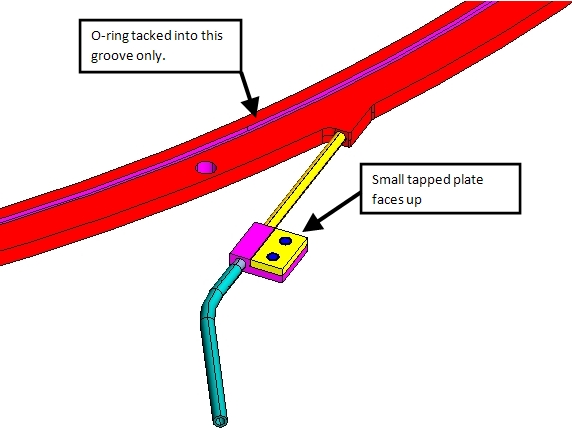 O-ring tacked into this
groove only.
Small tapped plate
faces up